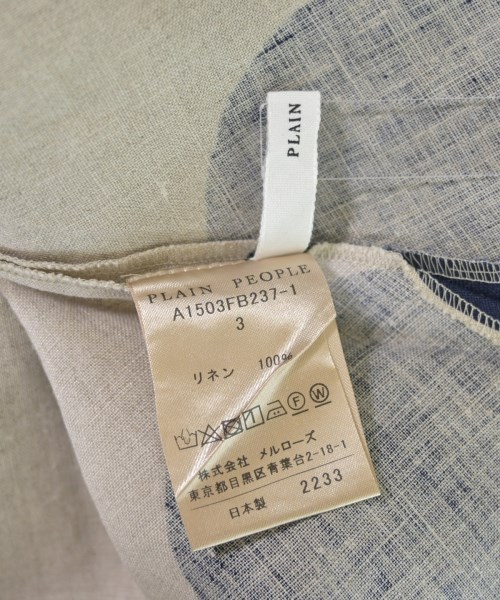 PLAIN
PLAIN PEOPLE
A1503FB237-1
3
リネン 100%
F W
株式会社 メルローズ
東京都目黒区青葉台2-18-1
日本製 2233